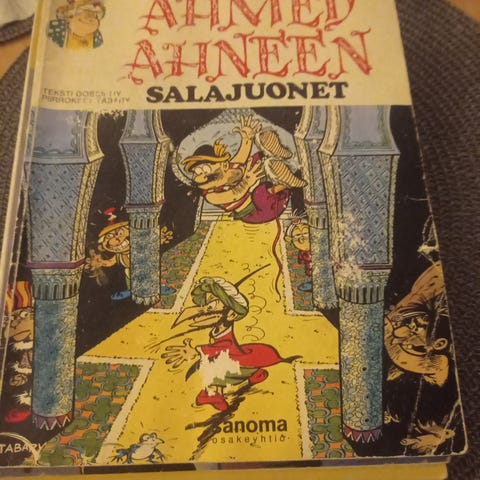 AHMED
AHNEEN
SALAJUONET
TEKSTI GOSCINNY
PIIRROKSET TABARY
sanoma
osakeyhtiö
TABARY